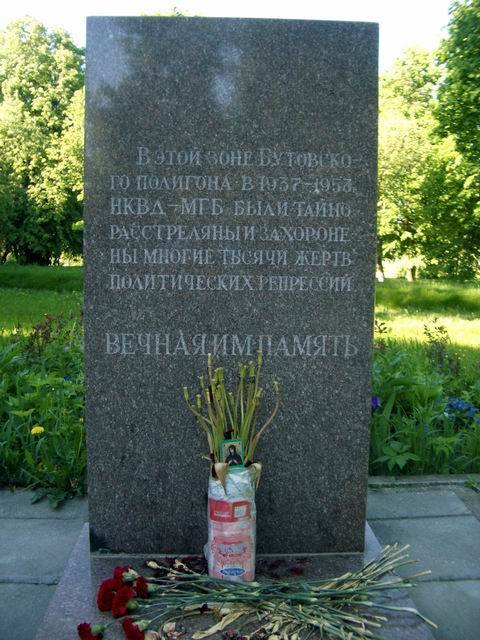 В ЭТОЙ ЗОНЕ БУТОВСКО-
ГО ПОЛИГОНА В 1937–1953
НКВД–МГБ БЫЛИ ТАЙНО
РАССТРЕЛЯНЫ И ЗАХОРОНЕ-
НЫ МНОГИЕ ТЫСЯЧИ ЖЕРТВ
ПОЛИТИЧЕСКИХ РЕПРЕССИЙ.
ВЕЧНАЯ ИМ ПАМЯТЬ